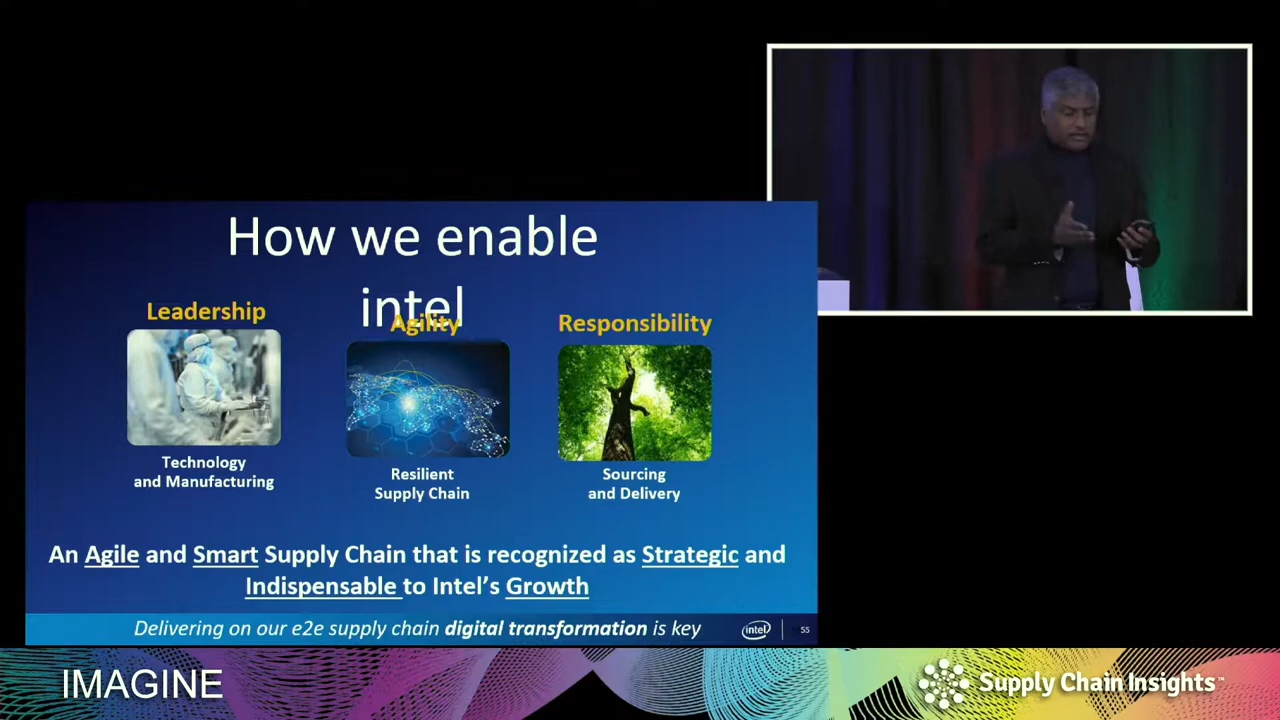 How we enable
intel
Leadership
Agility
Responsibility
Technology
and Manufacturing
Resilient
Supply Chain
Sourcing
and Delivery
An Agile and Smart Supply Chain that is recognized as Strategic and
Indispensable to Intel's Growth
Delivering on our e2e supply chain digital transformation is key
intel
55
IMAGINE
Supply Chain Insights™